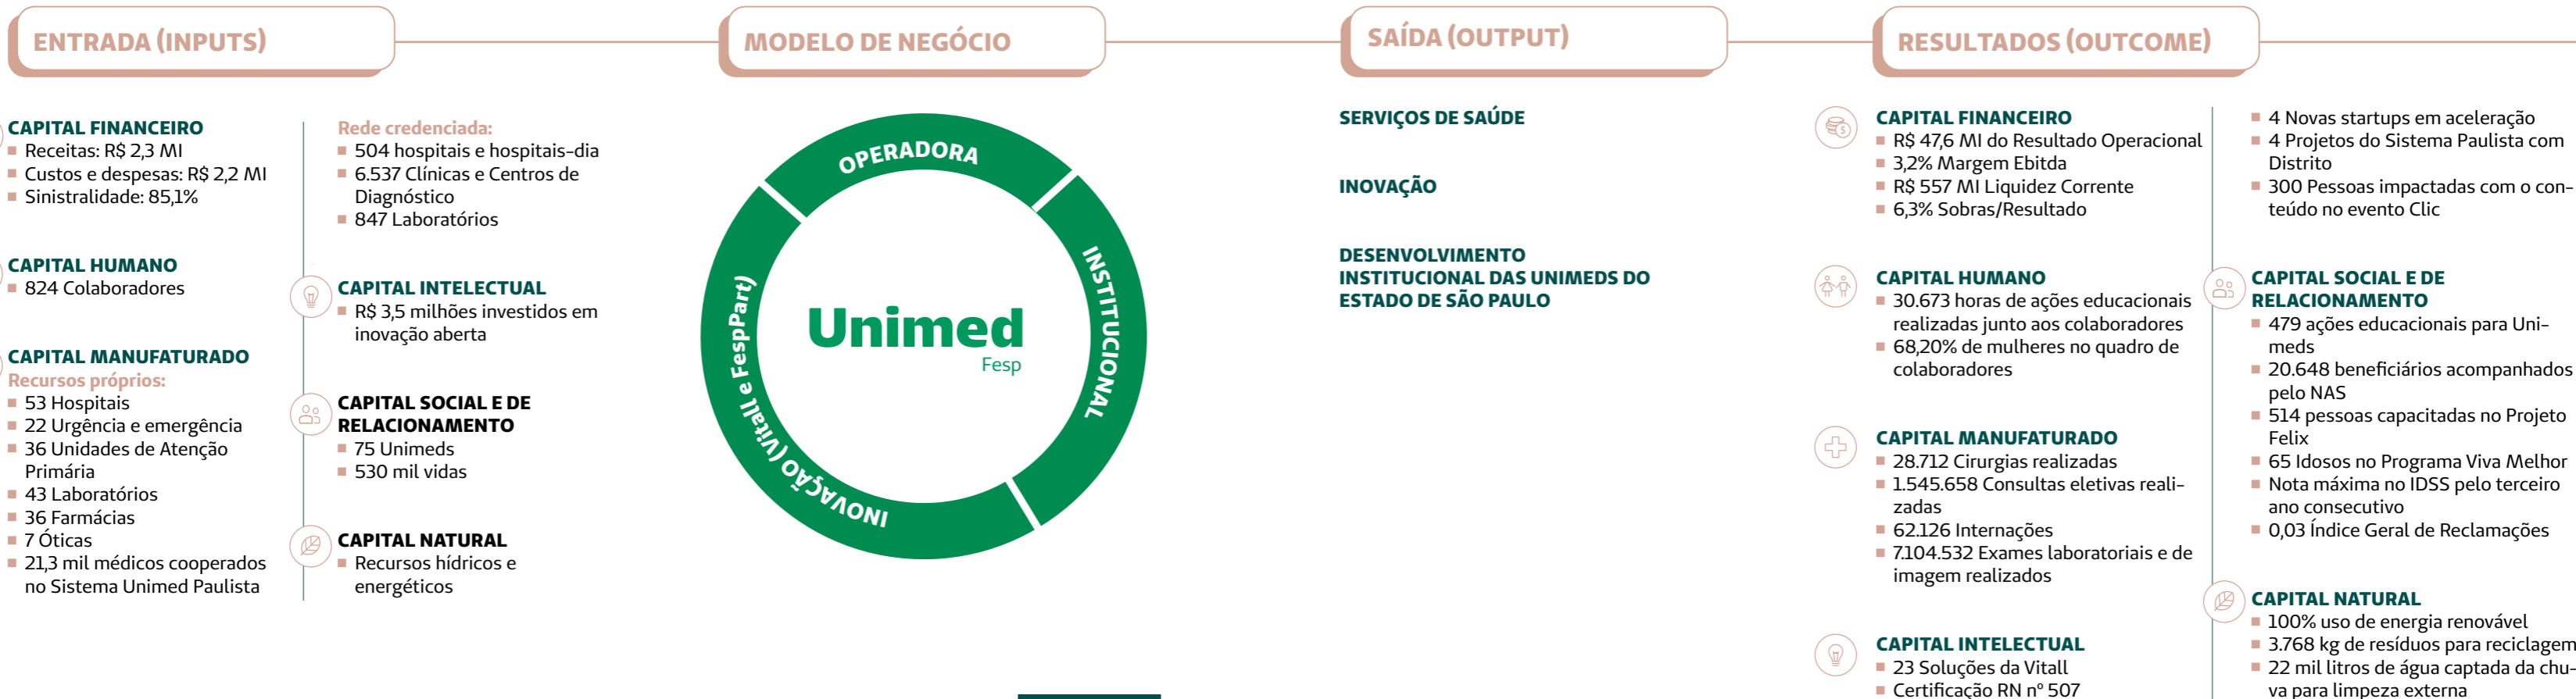 ENTRADA (INPUTS)
CAPITAL FINANCEIRO
Receitas: R$ 2,3 MI
Custos e despesas: R$ 2,2 MI
Sinistralidade: 85,1%
CAPITAL HUMANO
824 Colaboradores
CAPITAL MANUFATURADO
Recursos próprios:
53 Hospitais
22 Urgência e emergência
36 Unidades de Atenção
Primária
43 Laboratórios
36 Farmácias
7 Óticas
21,3 mil médicos cooperados
no Sistema Unimed Paulista
Rede credenciada:
504 hospitais e hospitais-dia
6.537 Clínicas e Centros de
Diagnóstico
847 Laboratórios
CAPITAL INTELECTUAL
R$ 3,5 milhões investidos em
inovação aberta
CAPITAL SOCIAL E DE
RELACIONAMENTO
75 Unimeds
530 mil vidas
CAPITAL NATURAL
Recursos hídricos e
energéticos
MODELO DE NEGÓCIO
OPERADORA
INSTITUCIONAL
INOVAÇÃO (Vitall e FespPart)
Unimed
Fesp
SAÍDA (OUTPUT)
SERVIÇOS DE SAÚDE
INOVAÇÃO
DESENVOLVIMENTO
INSTITUCIONAL DAS UNIMEDS DO
ESTADO DE SÃO PAULO
RESULTADOS (OUTCOME)
CAPITAL FINANCEIRO
R$ 47,6 MI do Resultado Operacional
3,2% Margem Ebitda
R$ 557 MI Liquidez Corrente
6,3% Sobras/Resultado
CAPITAL HUMANO
30.673 horas de ações educacionais
realizadas junto aos colaboradores
68,20% de mulheres no quadro de
colaboradores
CAPITAL MANUFATURADO
28.712 Cirurgias realizadas
1.545.658 Consultas eletivas reali-
zadas
62.126 Internações
7.104.532 Exames laboratoriais e de
imagem realizados
CAPITAL INTELECTUAL
23 Soluções da Vitall
Certificação RN nº 507
4 Novas startups em aceleração
4 Projetos do Sistema Paulista com
Distrito
300 Pessoas impactadas com o con-
teúdo no evento Clic
CAPITAL SOCIAL E DE
RELACIONAMENTO
479 ações educacionais para Uni-
meds
20.648 beneficiários acompanhados
pelo NAS
514 pessoas capacitadas no Projeto
Felix
65 Idosos no Programa Viva Melhor
Nota máxima no IDSS pelo terceiro
ano consecutivo
0,03 Índice Geral de Reclamações
CAPITAL NATURAL
100% uso de energia renovável
3.768 kg de resíduos para reciclagem
22 mil litros de água captada da chu-
va para limpeza externa